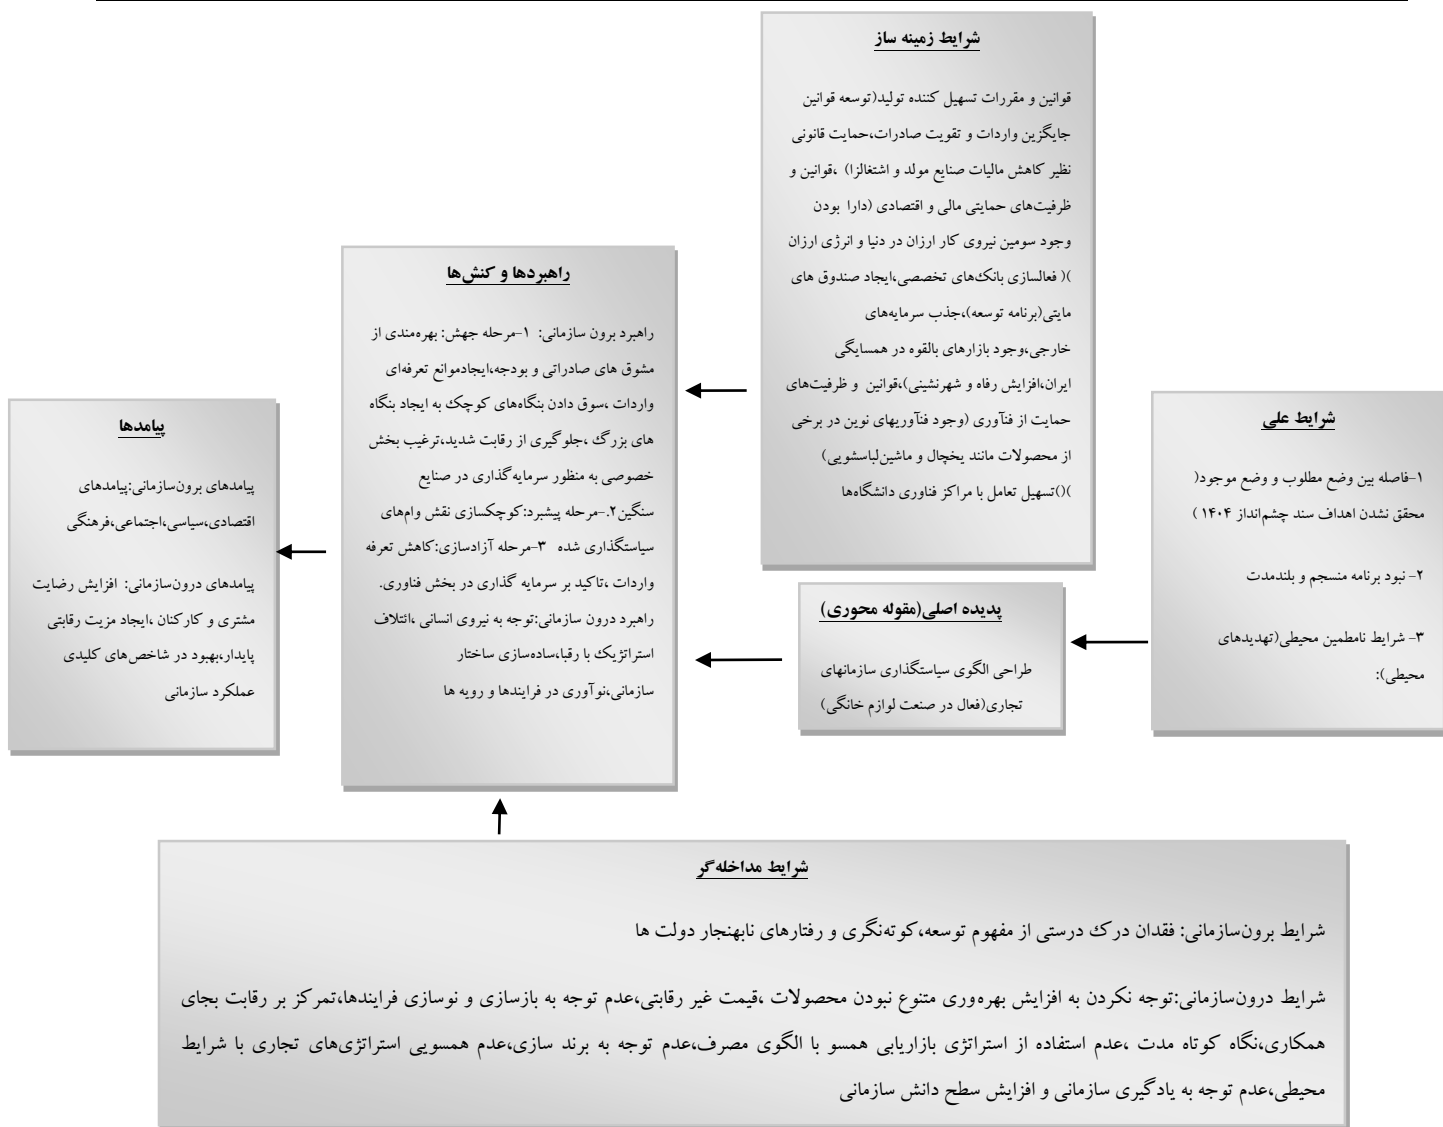 شرایط زمینه ساز
قوانین و مقررات تسهیل کننده تولید(توسعه قوانین
جایگزین واردات و تقویت صادرات،حمایت قانونی
نظیر کاهش مالیات صنایع مولد و اشتغالزا) ،قوانین و
ظرفیت‌های حمایتی مالی و اقتصادی (دارا بودن
وجود سومین نیروی کار ارزان در دنیا و انرژی ارزان
)( فعالسازی بانک‌های تخصصی،ایجاد صندوق های
مایتی(برنامه توسعه)،جذب سرمایه‌های
خارجی،وجود بازارهای بالقوه در همسایگی
ایران،افزایش رفاه و شهرنشینی)،قوانین و ظرفیت‌های
حمایت از فنآوری (وجود فنآوریهای نوین در برخی
از محصولات مانند یخچال و ماشین‌لباسشویی)
)()تسهیل تعامل با مراکز فناوری دانشگاه‌ها
شرایط علی
۱-فاصله بین وضع مطلوب و وضع موجود(
محقق نشدن اهداف سند چشم‌انداز ۱۴۰۴ )
۲- نبود برنامه منسجم و بلندمدت
۳- شرایط نامطمین محیطی(تهدیدهای
محیطی):
پدیده اصلی(مقوله محوری)
طراحی الگوی سیاستگذاری سازمانهای
تجاری(فعال در صنعت لوازم خانگی)
راهبردها و کنش‌ها
راهبرد برون سازمانی: ۱-مرحله جهش: بهره‌مندی از
مشوق های صادراتی و بودجه،ایجادموانع تعرفه‌ای
واردات ،سوق دادن بنگاه‌های کوچک به ایجاد بنگاه
های بزرگ ،جلوگیری از رقابت شدید،ترغیب بخش
خصوصی به منظور سرمایه گذاری در صنایع
سنگین۲.-مرحله پیشبرد:کوچکسازی نقش وام‌های
سیاستگذاری شده ۳-مرحله آزادسازی:کاهش تعرفه
واردات ،تاکید بر سرمایه گذاری در بخش فناوری.
راهبرد درون سازمانی:توجه به نیروی انسانی ،ائتلاف
استراتژیک با رقبا،ساده‌سازی ساختار
سازمانی،نوآوری در فرایندها و رویه ها
پیامدها
پیامدهای برون‌سازمانی:پیامدهای
اقتصادی،سیاسی،اجتماعی،فرهنگی
پیامدهای درون‌سازمانی: افزایش رضایت
مشتری و کارکنان ،ایجاد مزیت رقابتی
پایدار،بهبود در شاخص‌های کلیدی
عملکرد سازمانی
شرایط مداخله‌گر
شرایط برون‌سازمانی: فقدان درک درستی از مفهوم توسعه،کوته‌نگری و رفتارهای نابهنجار دولت ها
شرایط درون‌سازمانی:توجه نکردن به افزایش بهره‌وری متنوع نبودن محصولات ،قیمت غیر رقابتی،عدم توجه به بازسازی و نوسازی فرایندها،تمرکز بر رقابت بجای
همکاری،نگاه کوتاه مدت ،عدم استفاده از استراتژی بازاریابی همسو با الگوی مصرف،عدم توجه به برند سازی،عدم همسویی استراتژی‌های تجاری با شرایط
محیطی،عدم توجه به یادگیری سازمانی و افزایش سطح دانش سازمانی